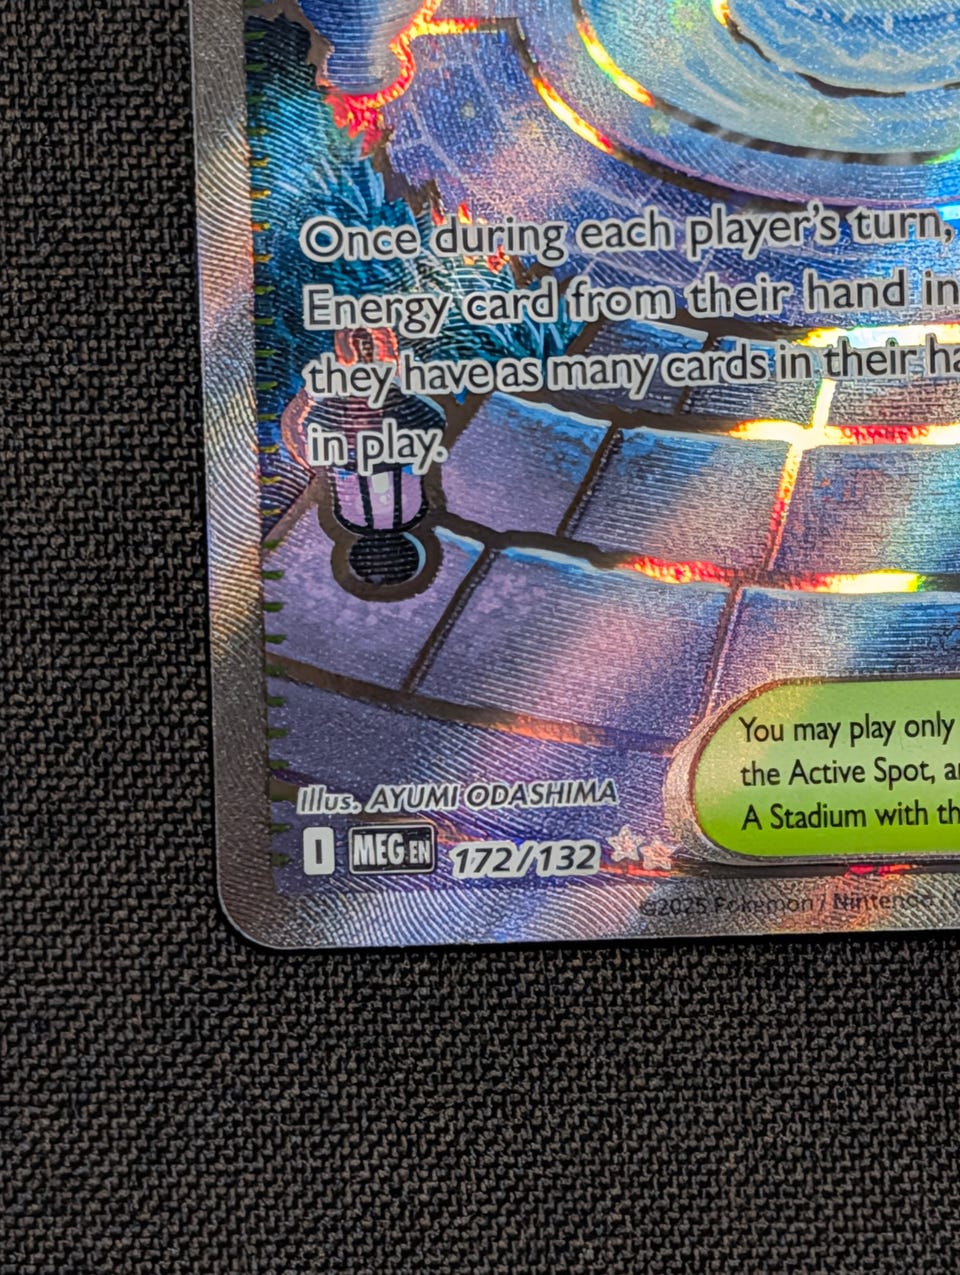 Once during each player's turn,
Energy card from their hand in
they have as many cards in their ha
in play.
You may play only
the Active Spot, a
A Stadium with th
Illus. AYUMI ODASHIMA
I MEG EN 172/132
©2025 Pokémon / Nintendo /